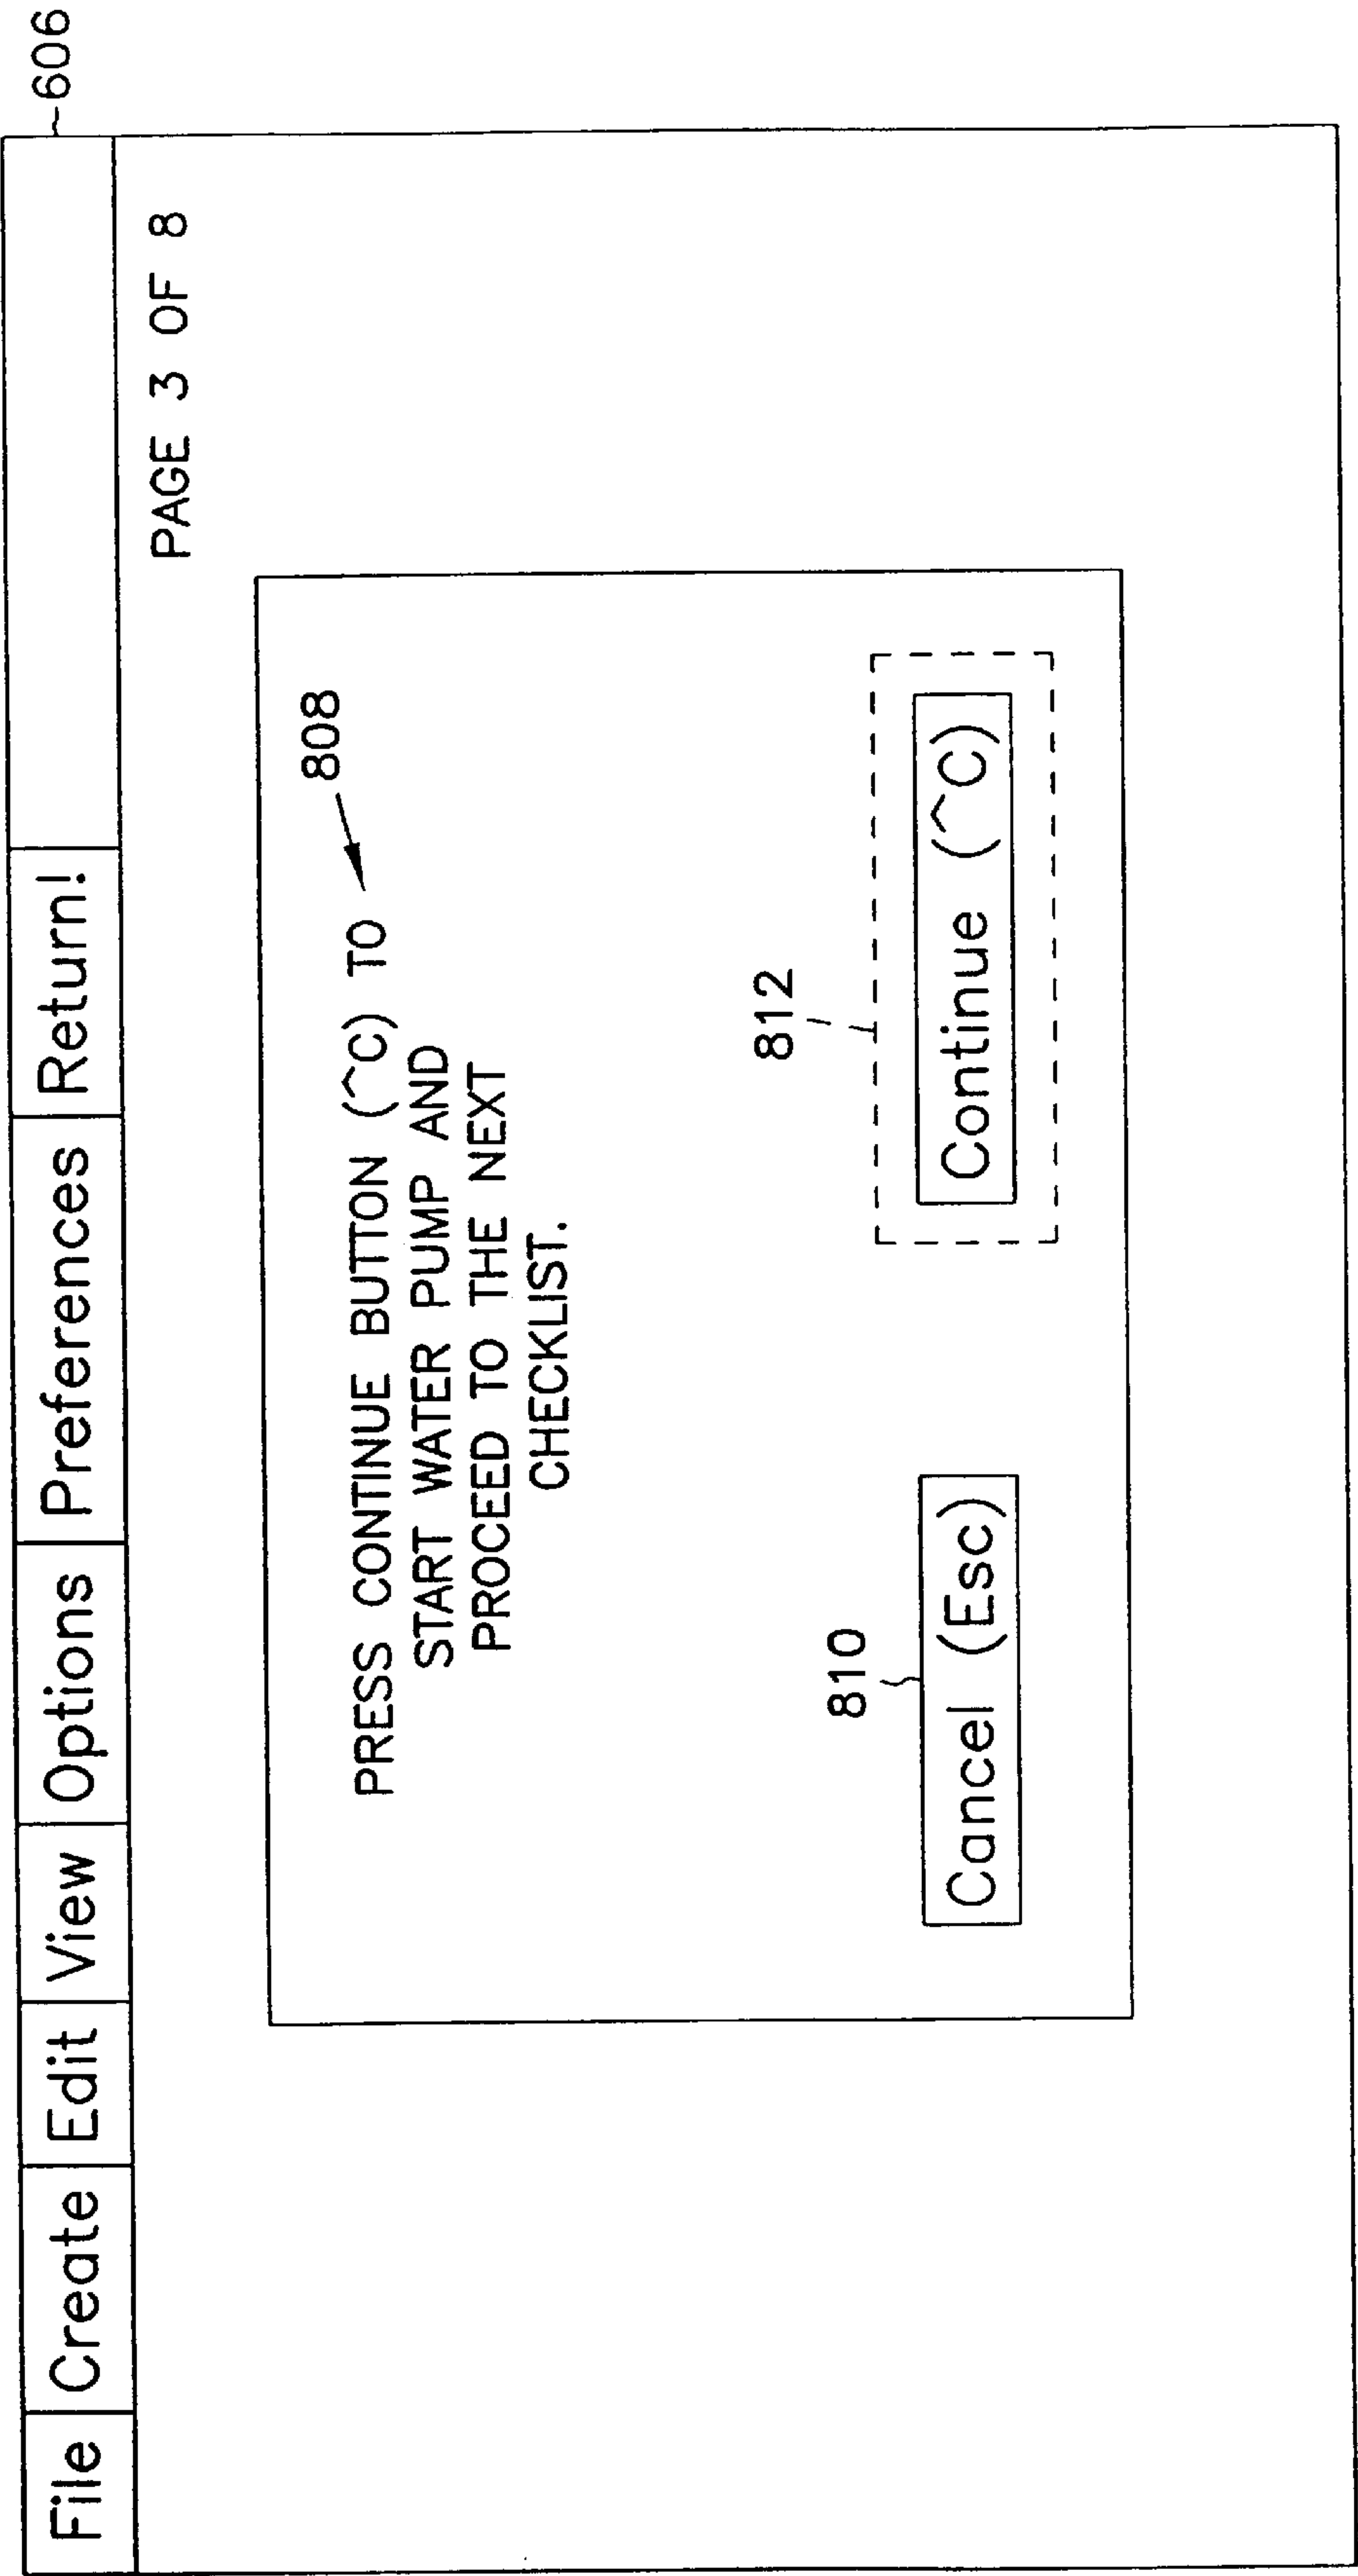 File Create Edit View Options Preferences Return!
606
PAGE 3 OF 8
808
PRESS CONTINUE BUTTON (^C) TO
START WATER PUMP AND
PROCEED TO THE NEXT
CHECKLIST.
810
812
Cancel (Esc)
Continue (^C)